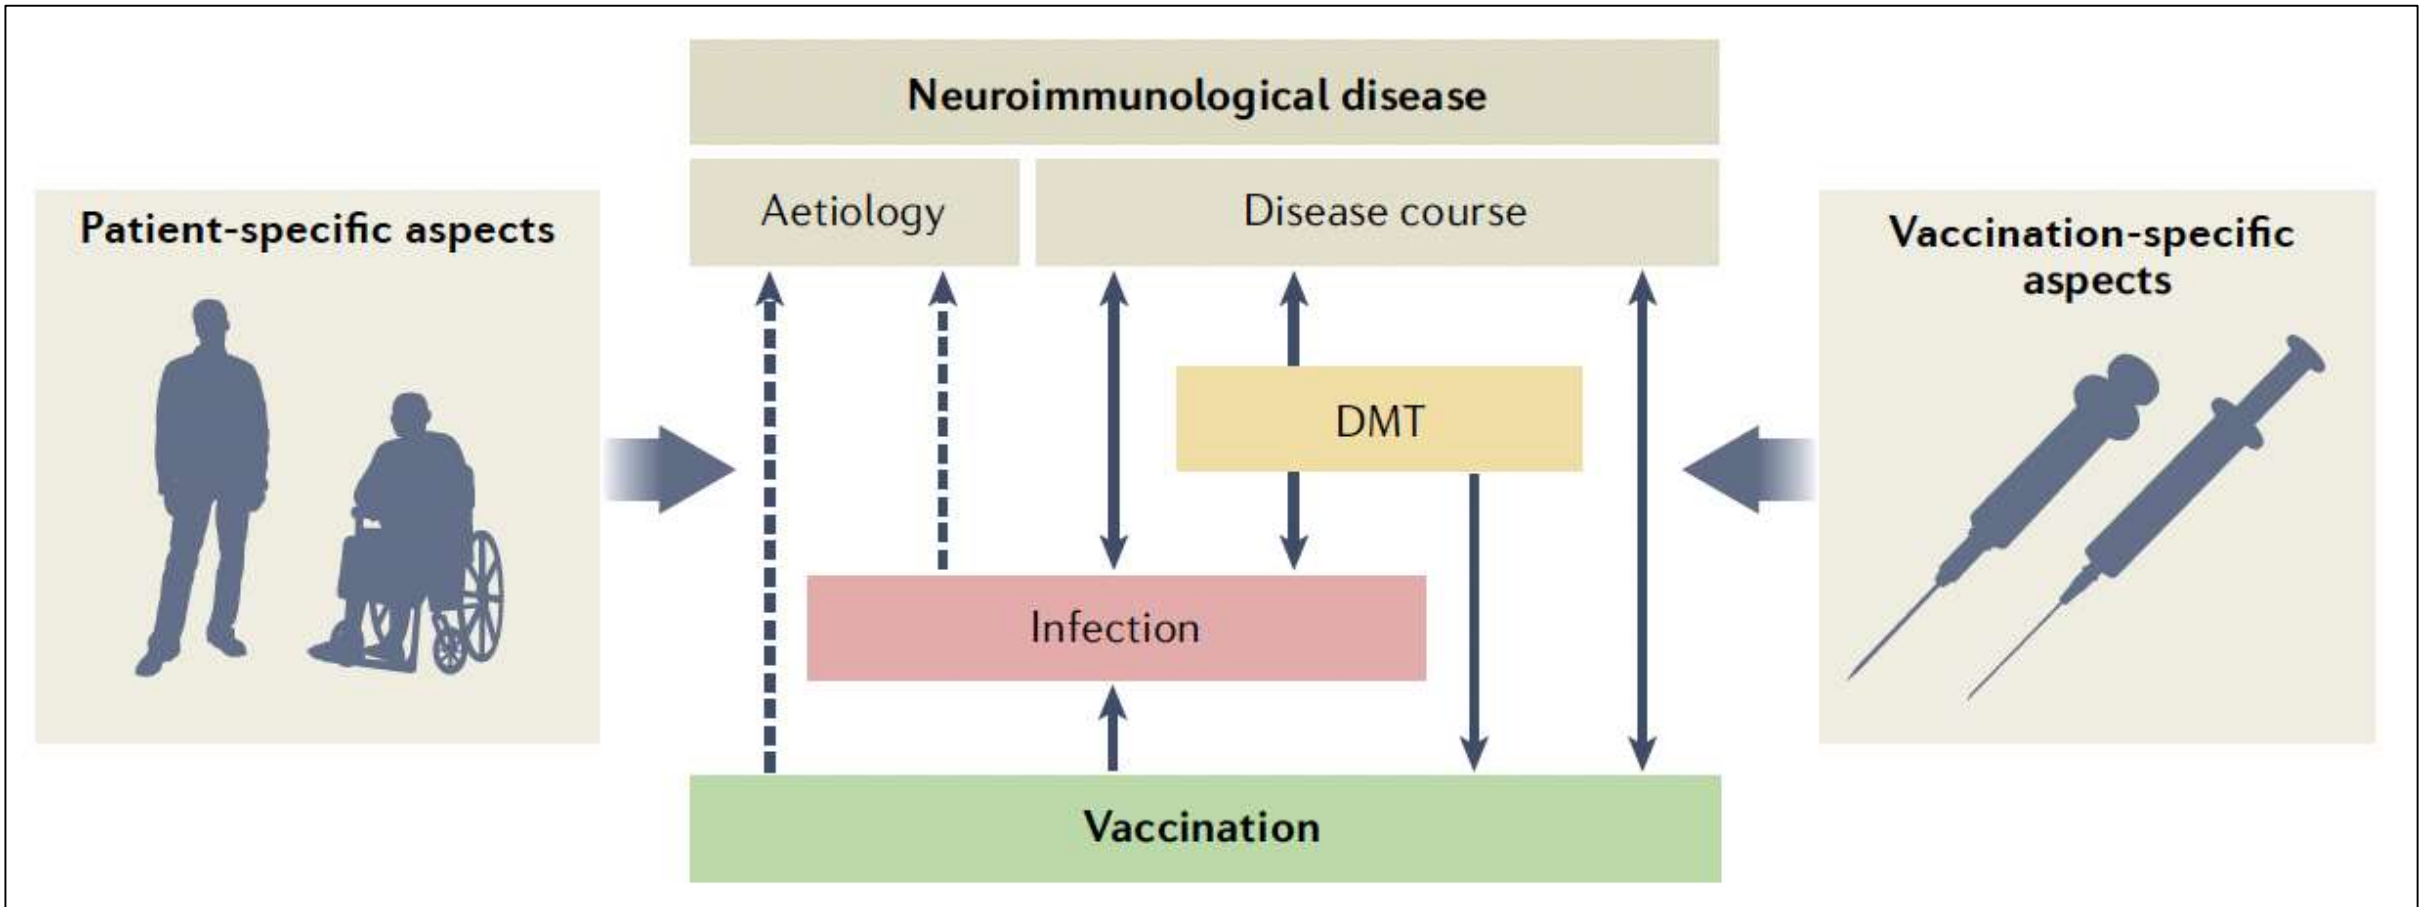 Neuroimmunological disease
Aetiology
Disease course
Patient-specific aspects
Vaccination-specific
aspects
DMT
Infection
Vaccination